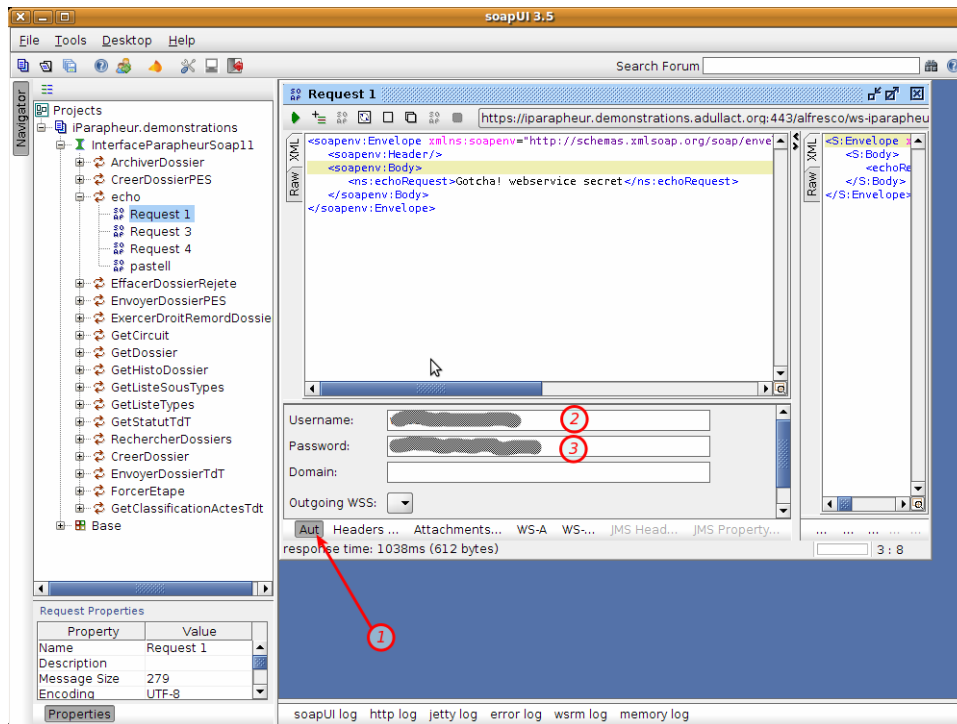 soapUI 3.5
File Tools Desktop Help
Search Forum
Navigator
Projects
iParapheur.demonstrations
InterfaceParapheurSoap11
ArchiverDossier
CreerDossierPES
echo
Request 1
Request 3
Request 4
pastell
EffacerDossierRejete
EnvoyerDossierPES
ExercerDroitRemordDossie
GetCircuit
GetDossier
GetHistoDossier
GetListeSousTypes
GetListeTypes
GetStatutTdT
RechercherDossiers
CreerDossier
EnvoyerDossierTdT
ForcerEtape
GetClassificationActesTdt
Base
Request Properties
Property Value
Name Request 1
Description
Message Size 279
Encoding UTF-8
Properties
Request 1
https://iparapheur.demonstrations.adullact.org:443/alfresco/ws-iparapheu
XML
Raw
<soapenv:Envelope xmlns:soapenv="http://schemas.xmlsoap.org/soap/enve
<soapenv:Header/>
<soapenv:Body>
<ns:echoRequest>Gotcha! webservice secret</ns:echoRequest>
</soapenv:Body>
</soapenv:Envelope>
XML
Raw
<S:Envelope x
<S:Body>
<echoRe
</S:Body>
</S:Envelope>
Username: 2
Password: 3
Domain:
Outgoing WSS:
Aut Headers ... Attachments... WS-A WS-... JMS Head... JMS Property...
... ... ... ... ...
response time: 1038ms (612 bytes)
3 : 8
1
soapUI log http log jetty log error log wsrm log memory log